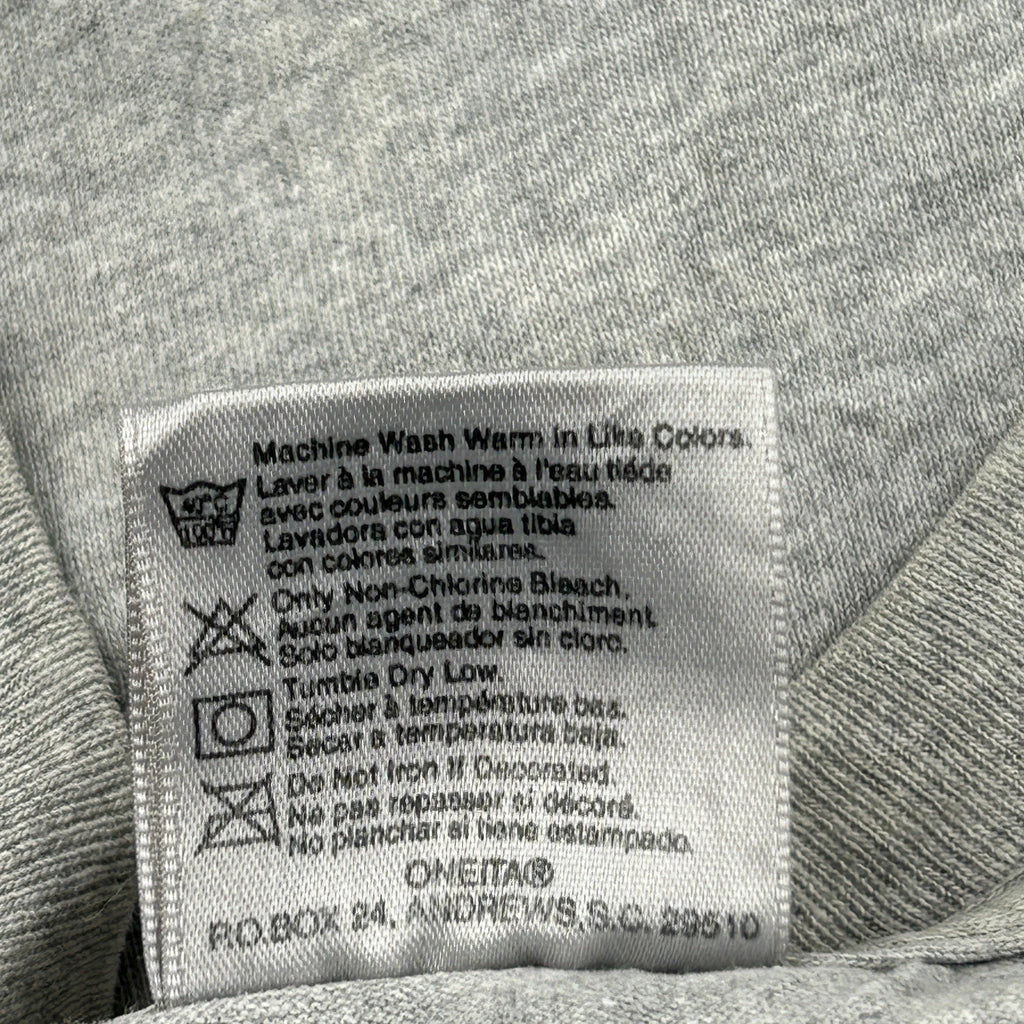 Machine Wash Warm in Like Colors.
Laver à la machine à l'eau tiède
avec couleurs semblables.
Lavadora con agua tibia
con colores similares.
40°C
100°F
Only Non-Chlorine Bleach.
Aucun agent de blanchiment.
Solo blanqueador sin cloro.
Tumble Dry Low.
Sécher à température bas.
Secar a temperatura baja.
Do Not Iron If Decorated.
Ne pas repasser si décoré.
No planchar si tiene estampado.
ONEITA®
P.O. BOX 24, ANDREWS, S.C. 29510